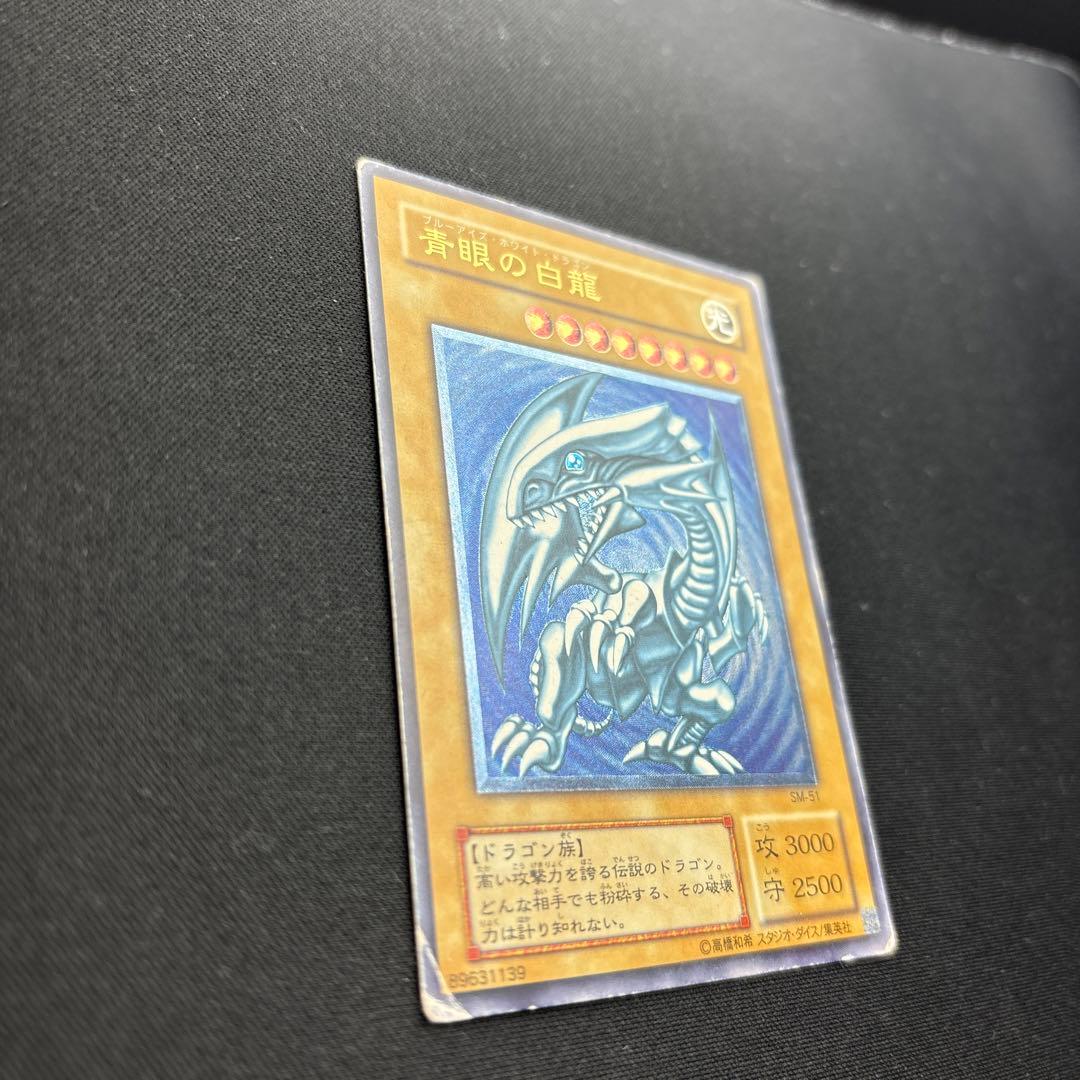 ブルーアイズ・ホワイト・ドラゴン
青眼の白龍
光
SM-51
【ドラゴン族】
高い攻撃力を誇る伝説のドラゴン。
どんな相手でも粉砕する、その破壊
力は計り知れない。
攻 3000
守 2500
89631139
©高橋和希 スタジオ・ダイス/集英社